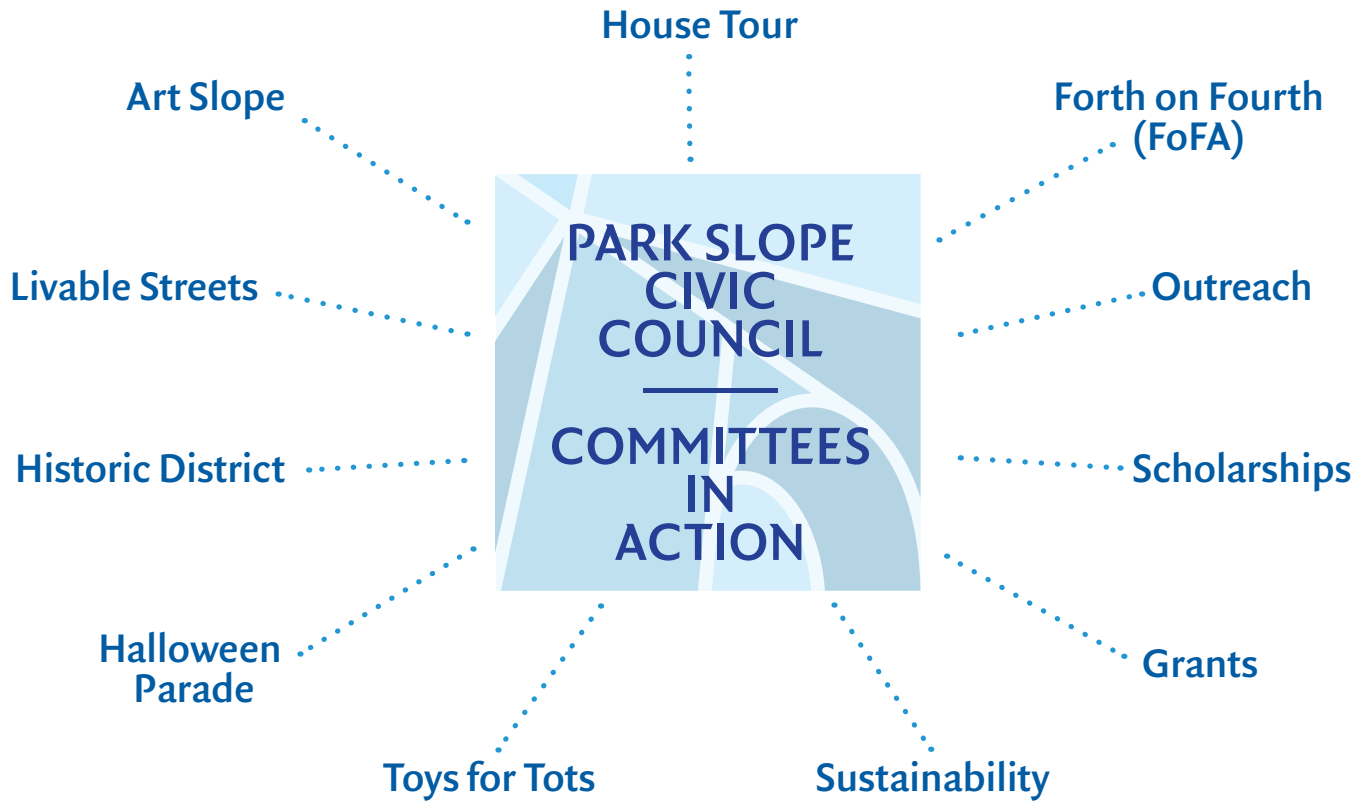 House Tour
Art Slope
Forth on Fourth
(FoFA)
PARK SLOPE
CIVIC
COUNCIL
COMMITTEES
IN
ACTION
Livable Streets
Outreach
Historic District
Scholarships
Halloween
Parade
Grants
Toys for Tots
Sustainability